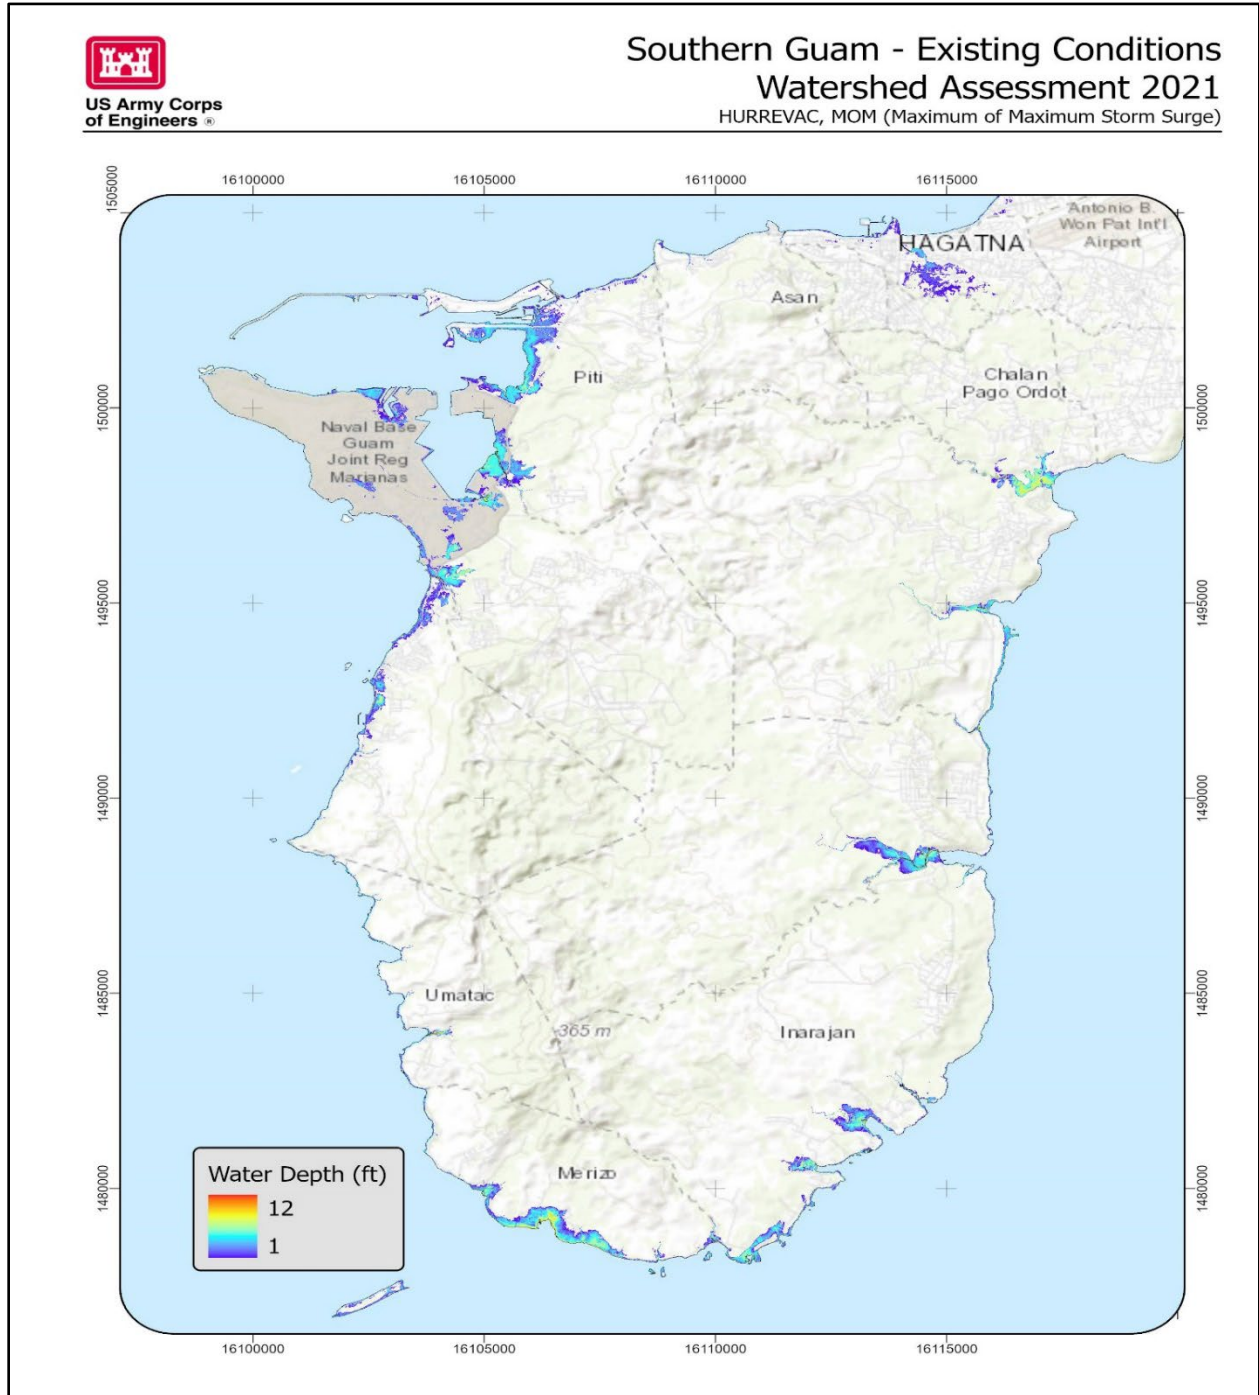 US Army Corps
of Engineers ®
Southern Guam - Existing Conditions
Watershed Assessment 2021
HURREVAC, MOM (Maximum of Maximum Storm Surge)
16100000
16105000
16110000
16115000
1505000
1500000
1495000
1490000
1485000
1480000
Antonio B.
Won Pat Int'l
Airport
HAGATNA
Asan
Piti
Chalan
Pago Ordot
Naval Base
Guam
Joint Reg
Marianas
Umatac
365 m
Inarajan
Merizo
1500000
1495000
1490000
1485000
1480000
Water Depth (ft)
12
1
16100000
16105000
16110000
16115000